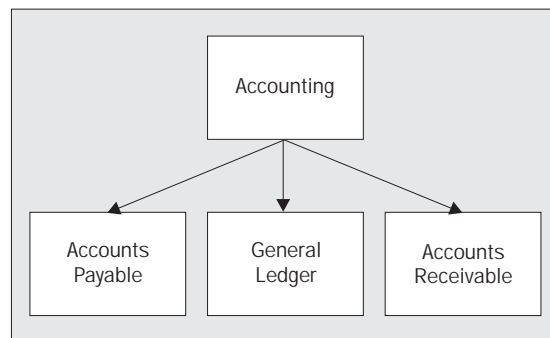 Accounting
Accounts
Payable
General
Ledger
Accounts
Receivable